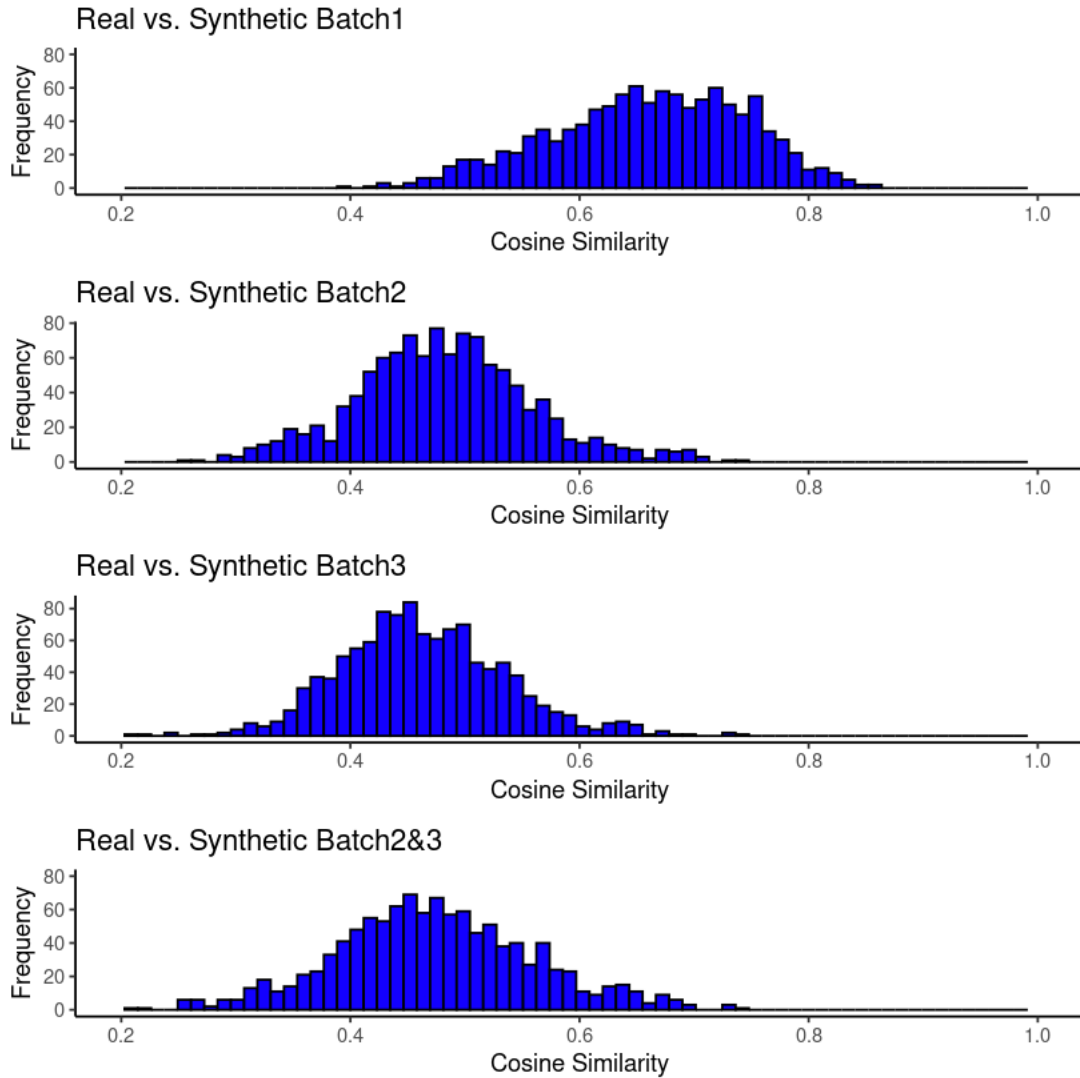 Real vs. Synthetic Batch1
80
60
40
20
0
Frequency
0.2 0.4 0.6 0.8 1.0
Cosine Similarity
Real vs. Synthetic Batch2
80
60
40
20
0
Frequency
0.2 0.4 0.6 0.8 1.0
Cosine Similarity
Real vs. Synthetic Batch3
80
60
40
20
0
Frequency
0.2 0.4 0.6 0.8 1.0
Cosine Similarity
Real vs. Synthetic Batch2&3
80
60
40
20
0
Frequency
0.2 0.4 0.6 0.8 1.0
Cosine Similarity